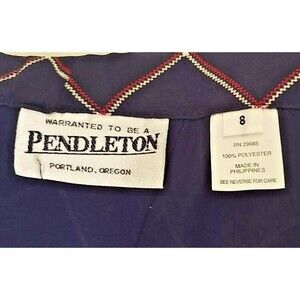 WARRANTED TO BE A
PENDLETON
PORTLAND, OREGON
8
RN 29685
100% POLYESTER
MADE IN
PHILIPPINES
SEE REVERSE FOR CARE